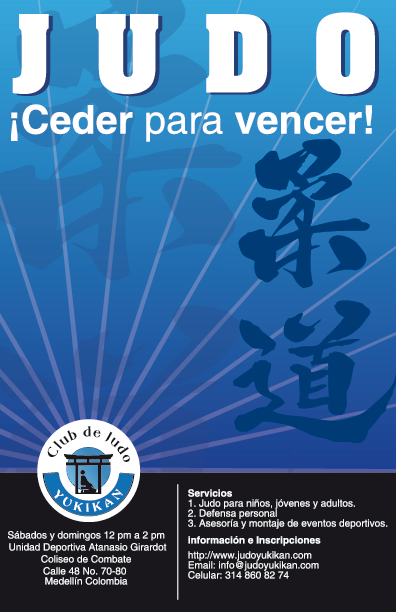 JUDO
¡Ceder para vencer!
柔
道
Club de Judo
YUKIKAN
Sábados y domingos 12 pm a 2 pm
Unidad Deportiva Atanasio Girardot
Coliseo de Combate
Calle 48 No. 70-80
Medellín Colombia
Servicios
1. Judo para niños, jóvenes y adultos.
2. Defensa personal
3. Asesoría y montaje de eventos deportivos.
Información e Inscripciones
http://www.judoyukikan.com
Email: info@judoyukikan.com
Celular: 314 860 82 74